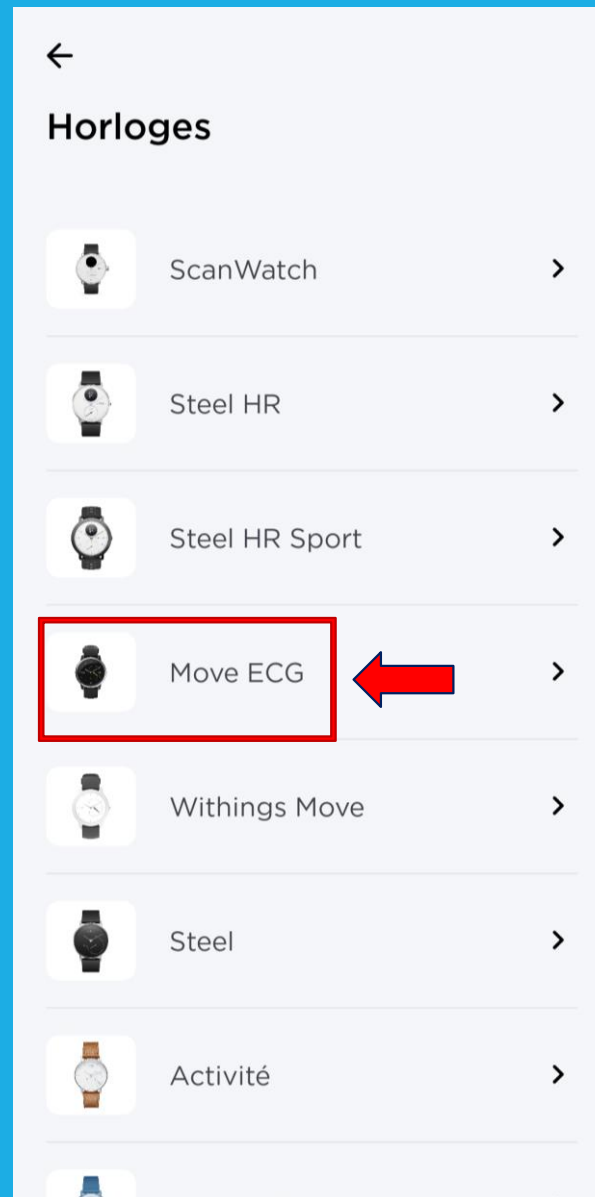 Horloges
ScanWatch
Steel HR
Steel HR Sport
Move ECG
Withings Move
Steel
Activité